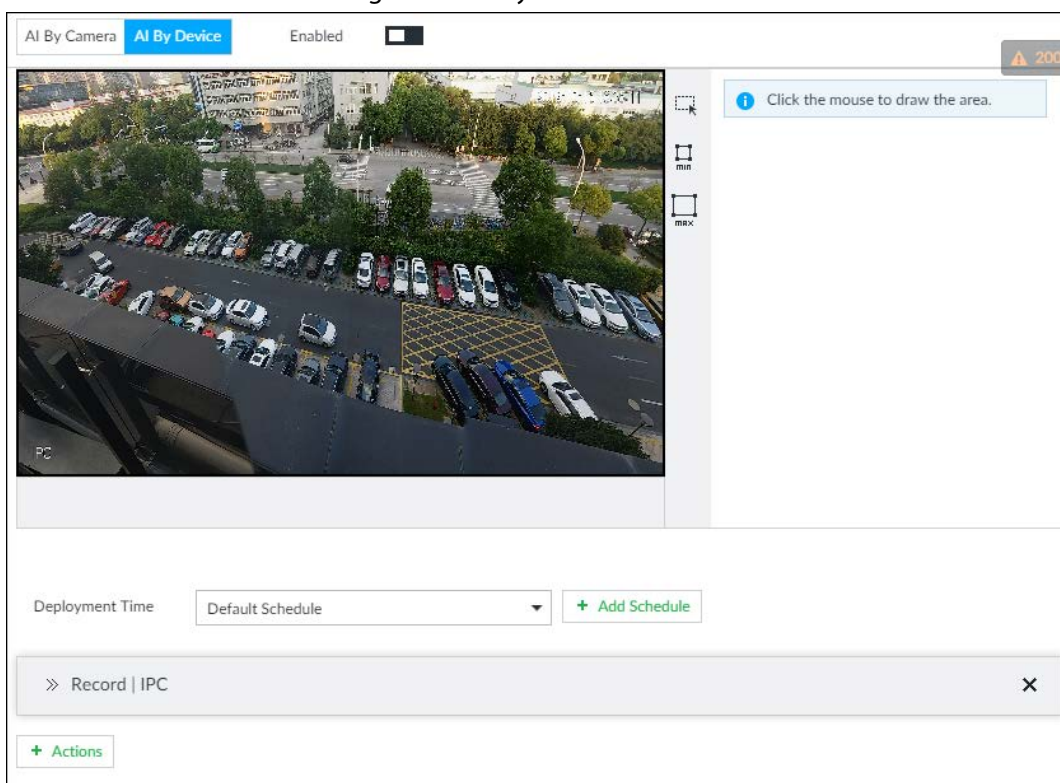 AI By Camera AI By Device Enabled
200
Click the mouse to draw the area.
min
max
PC
Deployment Time Default Schedule + Add Schedule
Record | IPC
+ Actions